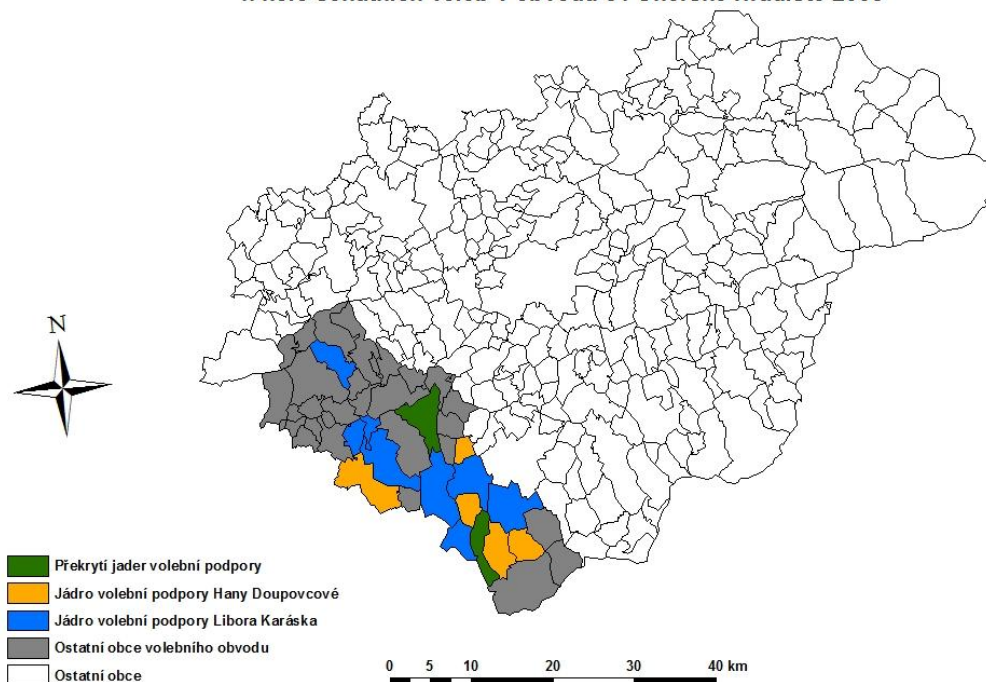 N
Překrytí jader volební podpory
Jádro volební podpory Hany Doupovcové
Jádro volební podpory Libora Karáska
Ostatní obce volebního obvodu
Ostatní obce
0 5 10 20 30 40 km